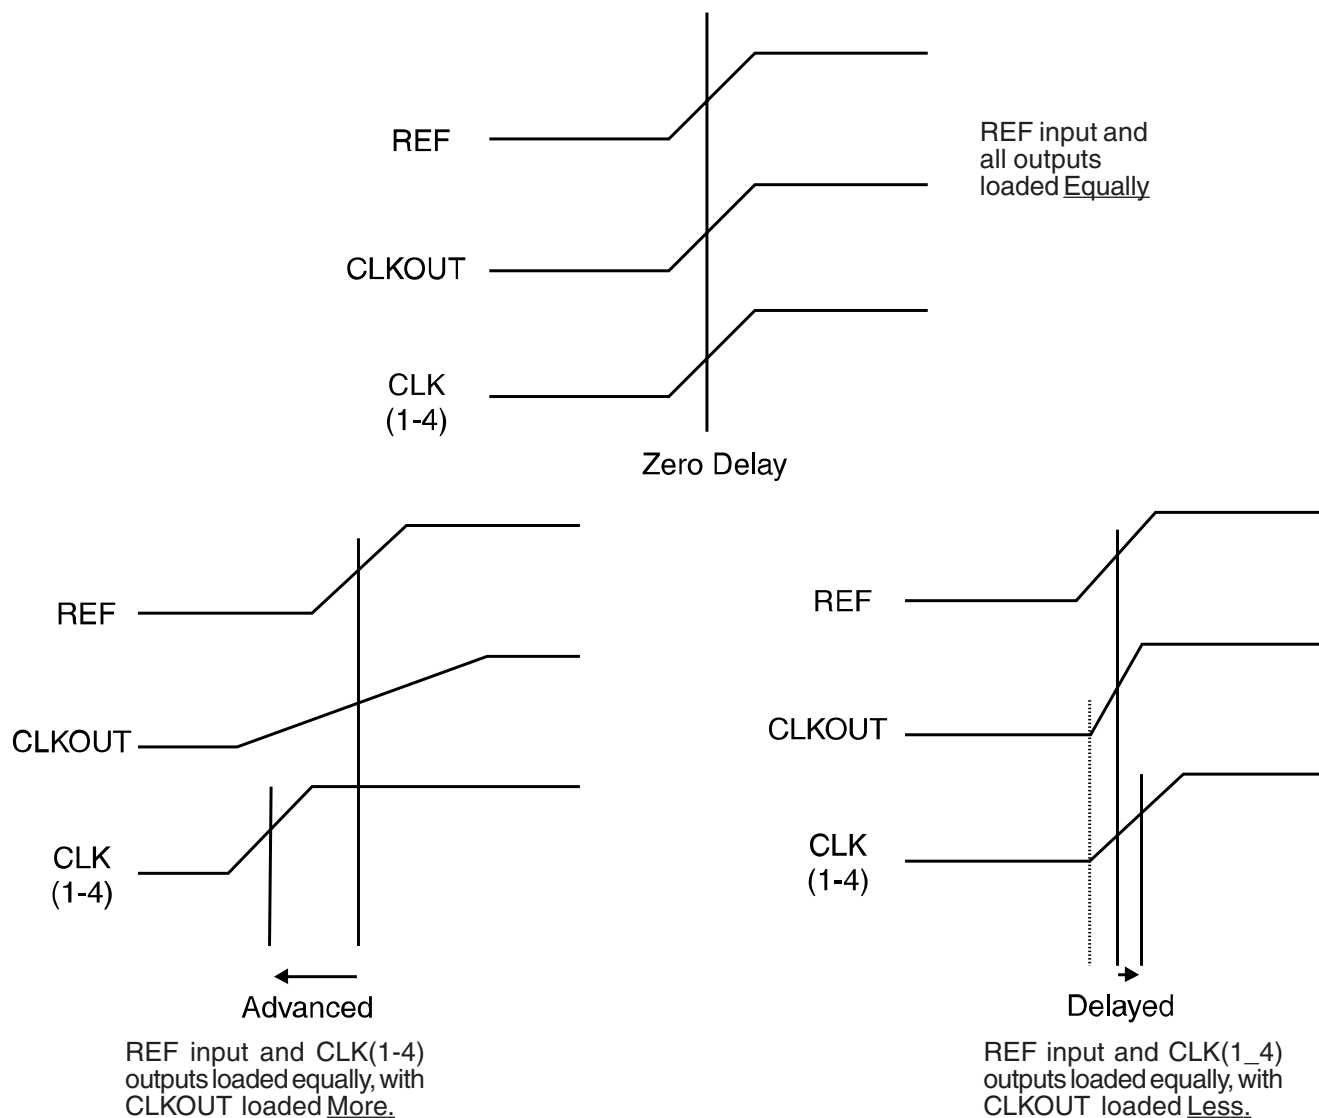 REF
REF input and
all outputs
loaded Equally
CLKOUT
CLK
(1-4)
Zero Delay
REF
CLKOUT
CLK
(1-4)
Advanced
REF input and CLK(1-4)
outputs loaded equally, with
CLKOUT loaded More.
REF
CLKOUT
CLK
(1-4)
Delayed
REF input and CLK(1_4)
outputs loaded equally, with
CLKOUT loaded Less.